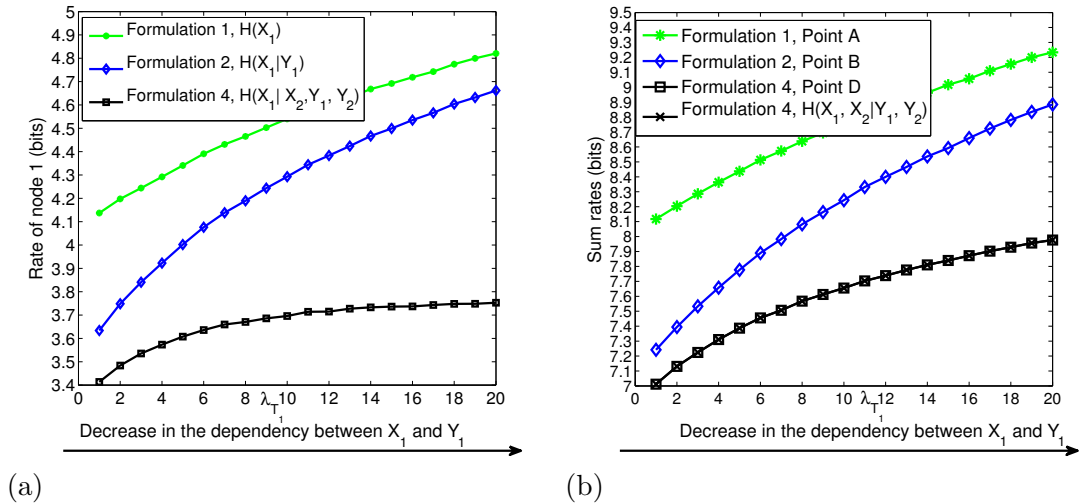 5
4.9
4.8
4.7
4.6
4.5
4.4
4.3
4.2
4.1
4
3.9
3.8
3.7
3.6
3.5
3.4
Rate of node 1 (bits)
Formulation 1, H(X₁)
Formulation 2, H(X₁|Y₁)
Formulation 4, H(X₁| X₂,Y₁, Y₂)
0 2 4 6 8 10 12 14 16 18 20
λ_T₁
Decrease in the dependency between X₁ and Y₁
(a)
9.5
9.4
9.3
9.2
9.1
9
8.9
8.8
8.7
8.6
8.5
8.4
8.3
8.2
8.1
8
7.9
7.8
7.7
7.6
7.5
7.4
7.3
7.2
7.1
7
Sum rates (bits)
Formulation 1, Point A
Formulation 2, Point B
Formulation 4, Point D
Formulation 4, H(X₁, X₂|Y₁, Y₂)
0 2 4 6 8 10 12 14 16 18 20
λ_T₁
Decrease in the dependency between X₁ and Y₁
(b)